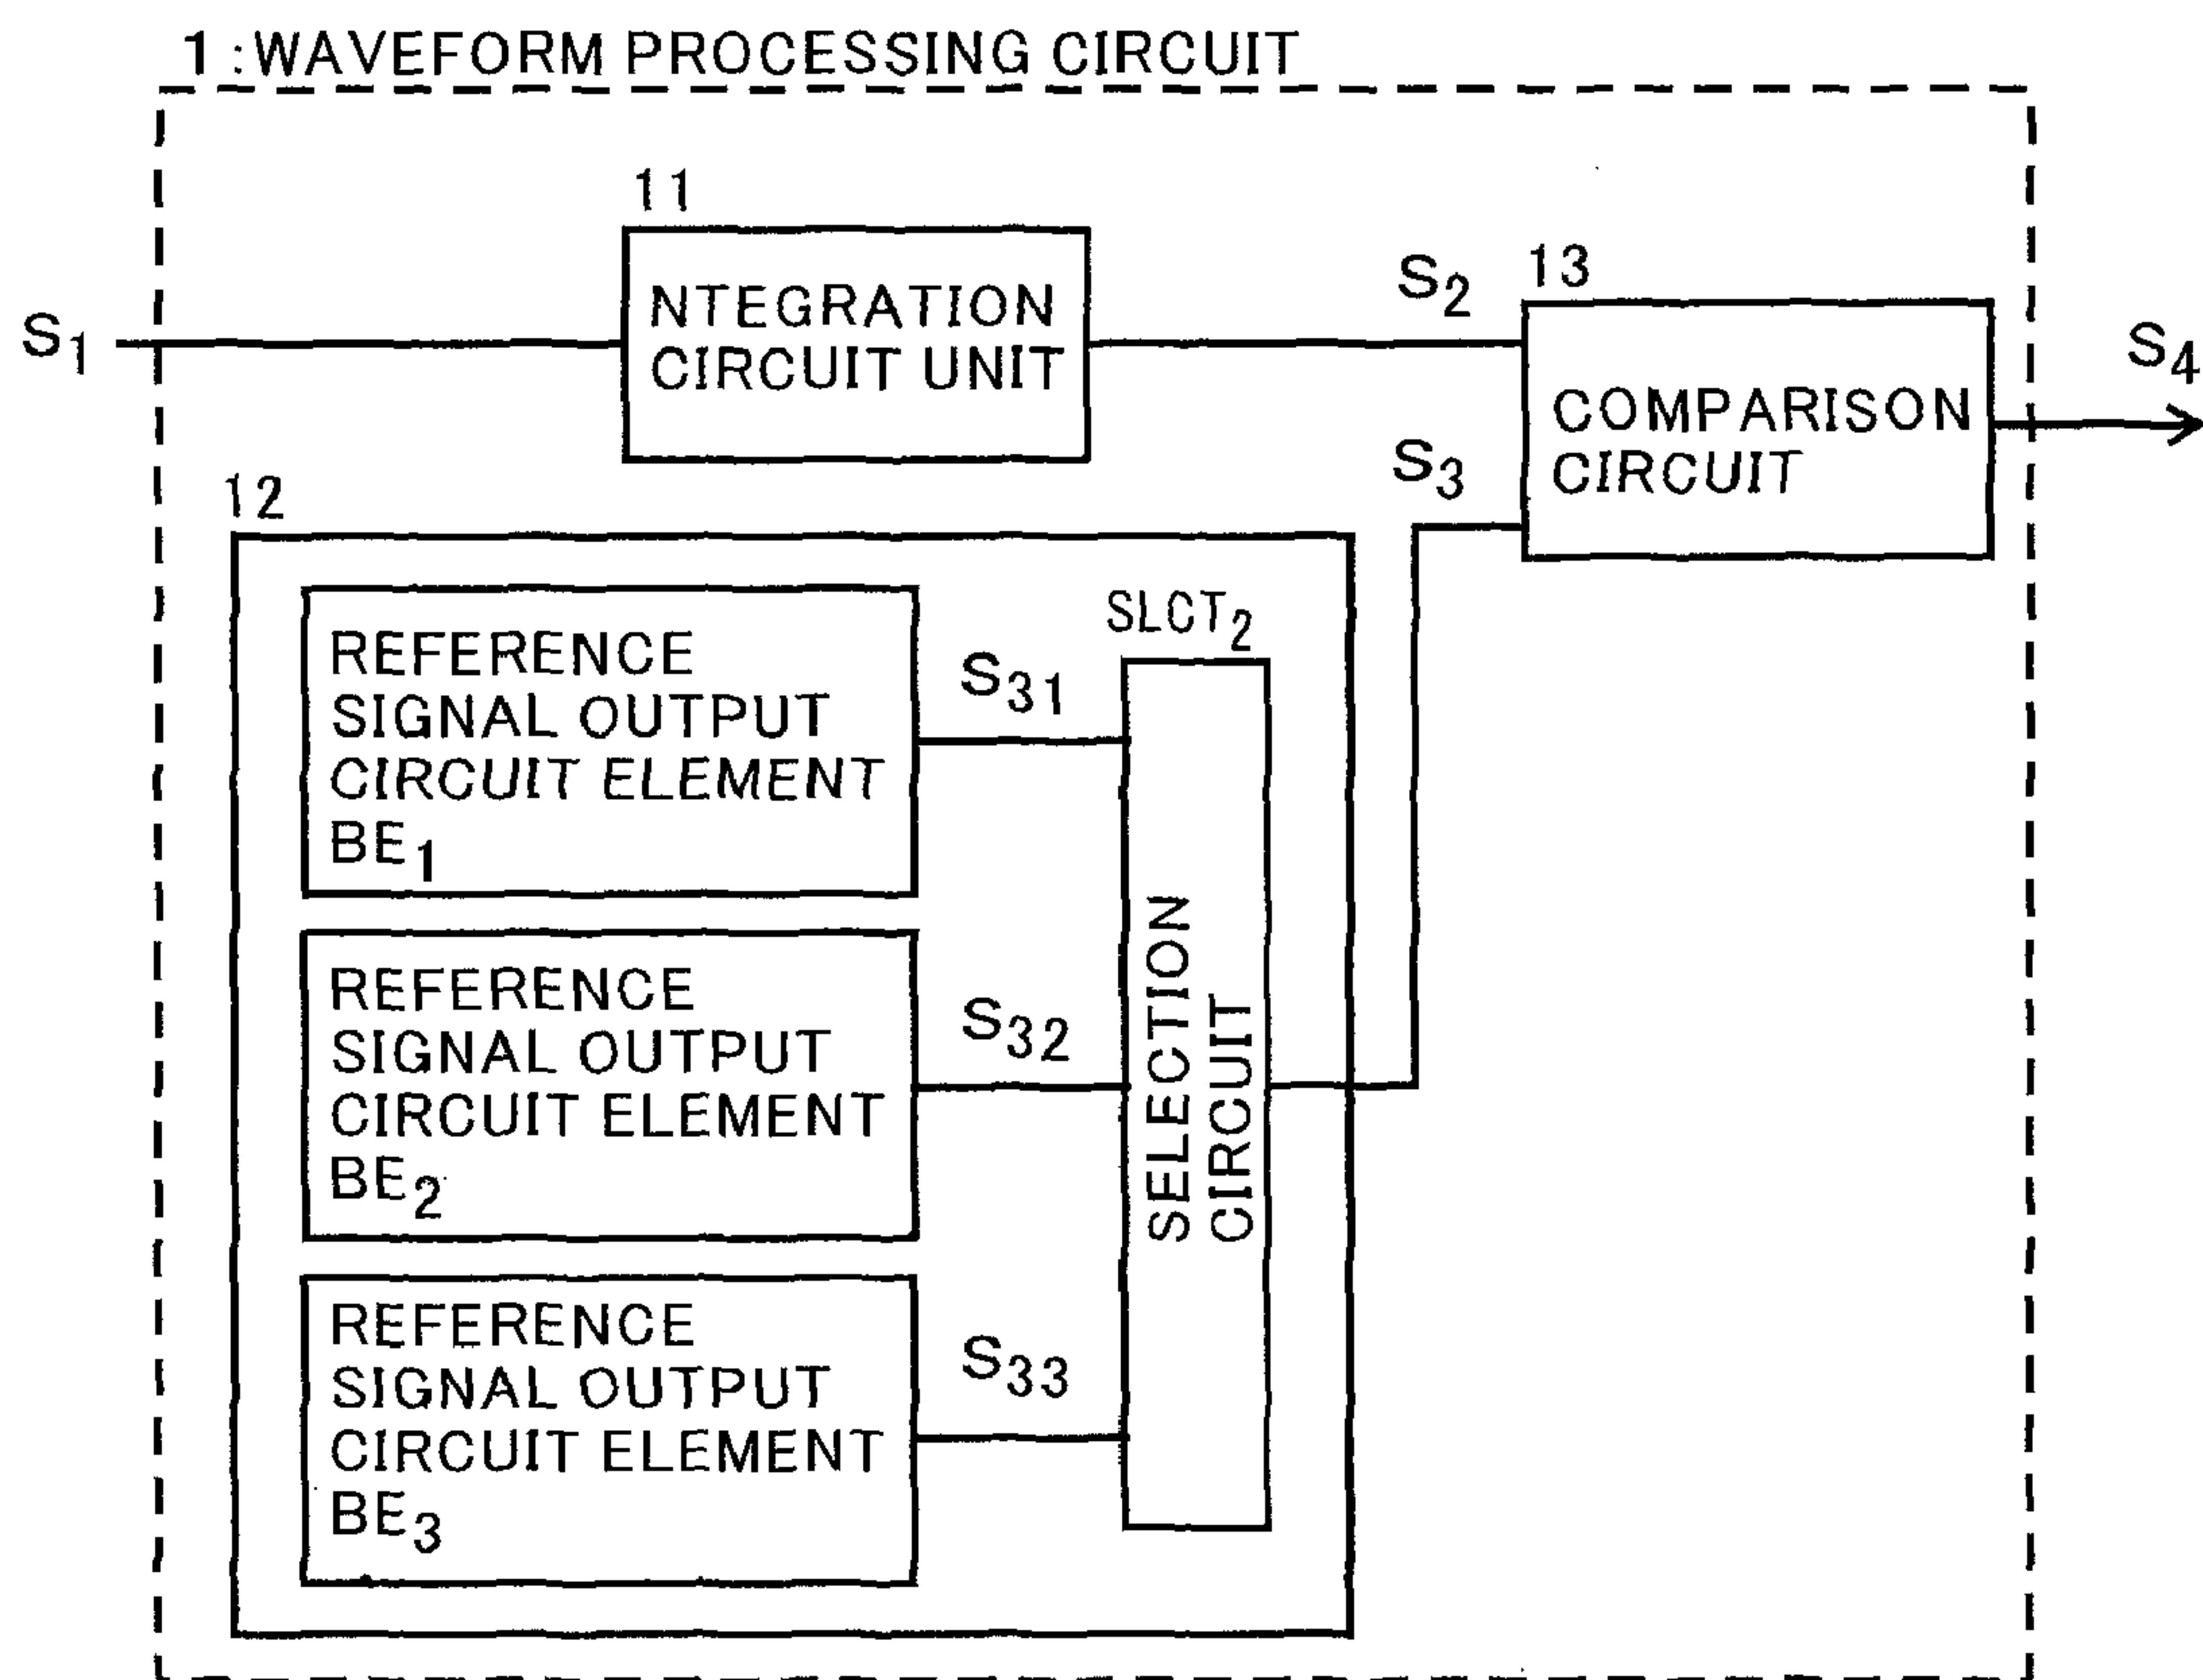 1:WAVEFORM PROCESSING CIRCUIT
11
NTEGRATION
CIRCUIT UNIT
S1
S2
13
COMPARISON
CIRCUIT
S4
S3
12
REFERENCE
SIGNAL OUTPUT
CIRCUIT ELEMENT
BE1
S31
SLCT2
SELECTION
CIRCUIT
REFERENCE
SIGNAL OUTPUT
CIRCUIT ELEMENT
BE2
S32
REFERENCE
SIGNAL OUTPUT
CIRCUIT ELEMENT
BE3
S33